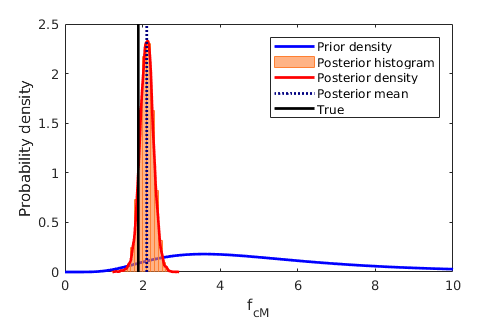 2.5
2
1.5
1
0.5
0
Probability density
Prior density
Posterior histogram
Posterior density
Posterior mean
True
0 2 4 6 8 10
f_cM